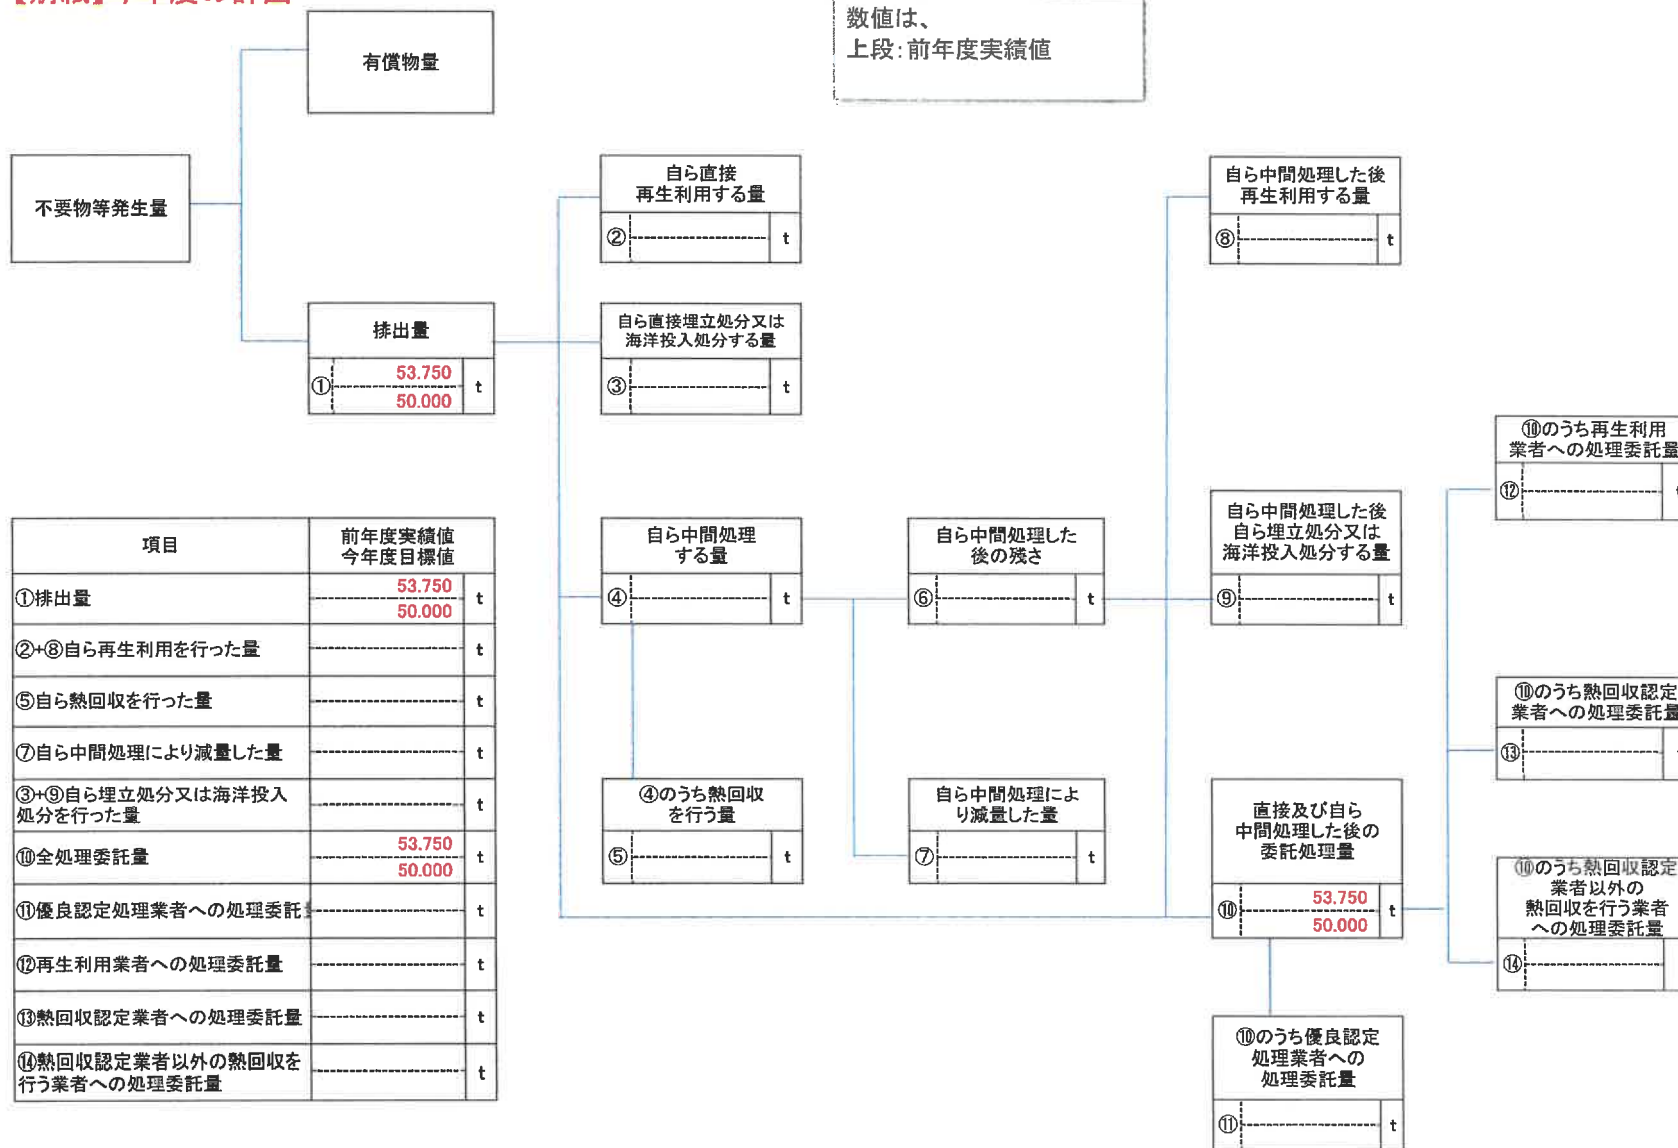 数値は、
上段:前年度実績値
有償物量
不要物等発生量
排出量
① 53.750 t
50.000
自ら直接
再生利用する量
② t
自ら直接埋立処分又は
海洋投入処分する量
③ t
自ら中間処理した後
再生利用する量
⑧ t
⑩のうち再生利用
業者への処理委託量
⑫
自ら中間処理
する量
④ t
自ら中間処理した
後の残さ
⑥ t
自ら中間処理した後
自ら埋立処分又は
海洋投入処分する量
⑨ t
⑩のうち熱回収認定
業者への処理委託量
⑬
④のうち熱回収
を行う量
⑤ t
自ら中間処理によ
り減量した量
⑦ t
直接及び自ら
中間処理した後の
委託処理量
⑩ 53.750 t
50.000
⑩のうち熱回収認定
業者以外の
熱回収を行う業者
への処理委託量
⑭
⑩のうち優良認定
処理業者への
処理委託量
⑪ t
項目 前年度実績値
今年度目標値
①排出量 53.750 t
50.000
②+⑧自ら再生利用を行った量 t
⑤自ら熱回収を行った量 t
⑦自ら中間処理により減量した量 t
③+⑨自ら埋立処分又は海洋投入
処分を行った量 t
⑩全処理委託量 53.750 t
50.000
⑪優良認定処理業者への処理委託 t
⑫再生利用業者への処理委託量 t
⑬熱回収認定業者への処理委託量 t
⑭熱回収認定業者以外の熱回収を
行う業者への処理委託量 t